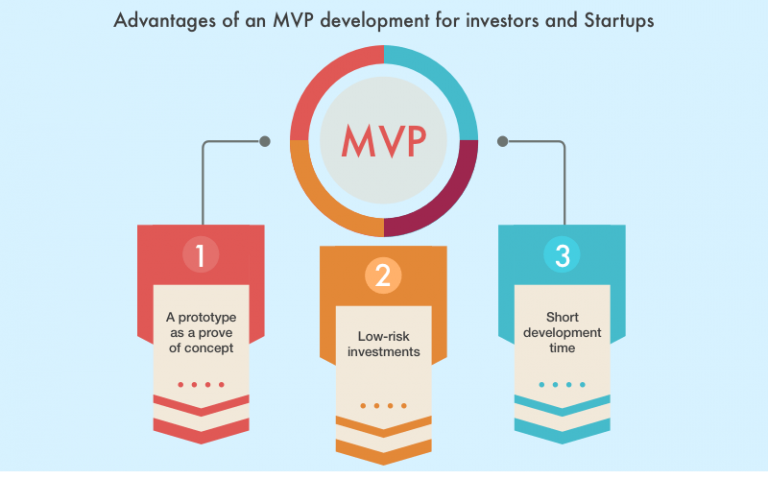 Advantages of an MVP development for investors and Startups
MVP
1
A prototype
as a prove
of concept
2
Low-risk
investments
3
Short
development
time